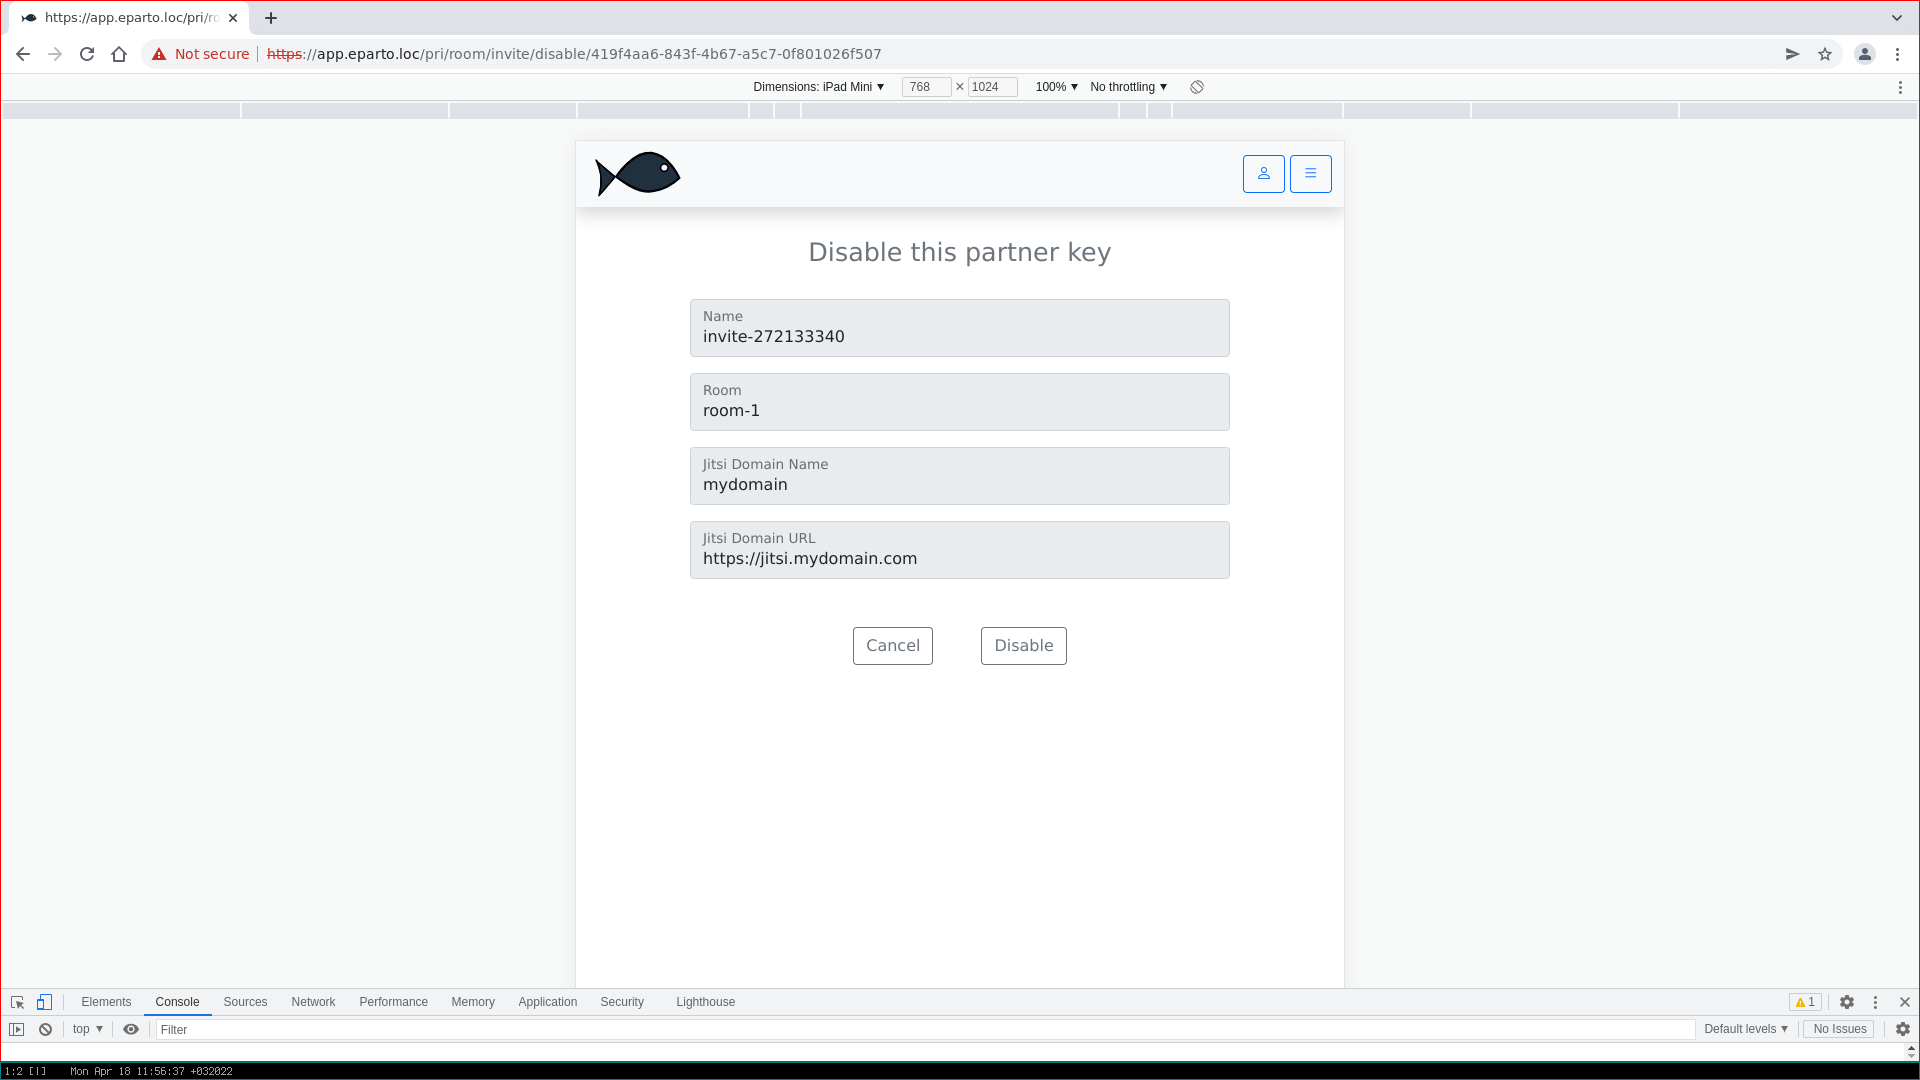 https://app.eparto.loc/pri/ro
Not secure https://app.eparto.loc/pri/room/invite/disable/419f4aa6-843f-4b67-a5c7-0f801026f507
Dimensions: iPad Mini ▼ 768 × 1024 100% ▼ No throttling ▼
Disable this partner key
Name
invite-272133340
Room
room-1
Jitsi Domain Name
mydomain
Jitsi Domain URL
https://jitsi.mydomain.com
Cancel Disable
Elements Console Sources Network Performance Memory Application Security Lighthouse 1
top ▼ Filter Default levels ▼ No Issues
1:2 [|] Mon Apr 18 11:56:37 +032022